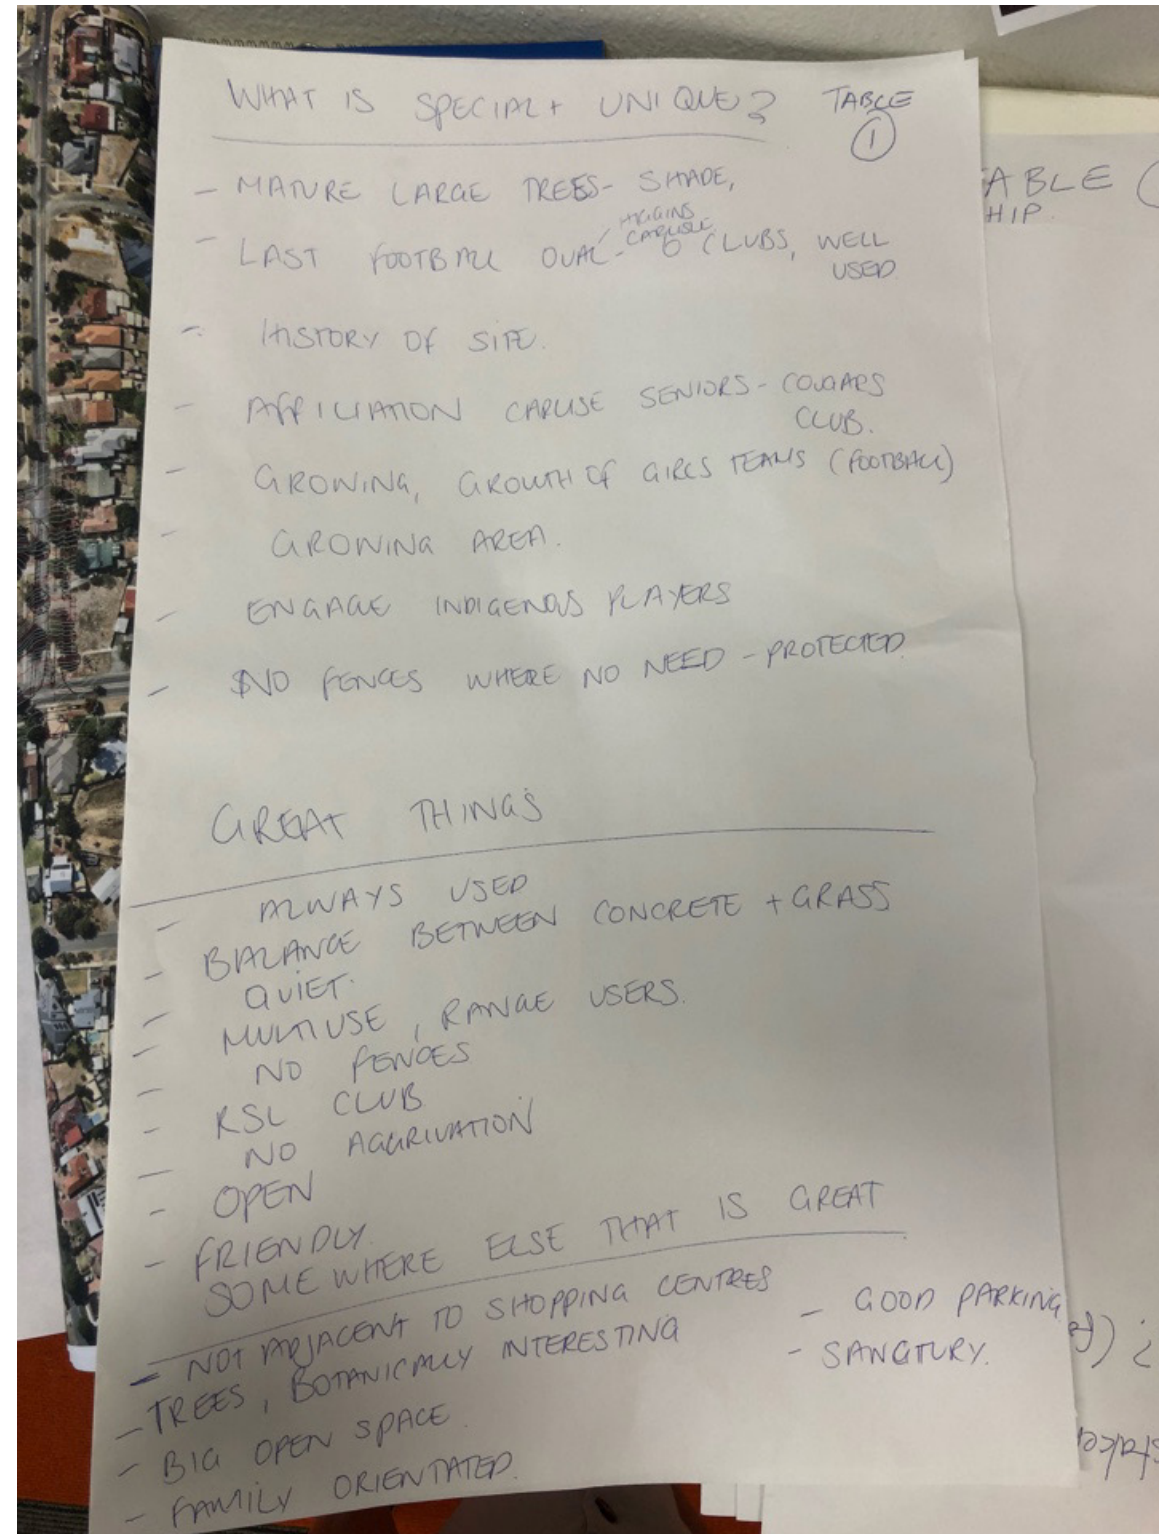 WHAT IS SPECIAL + UNIQUE? TABLE
1
- MATURE LARGE TREES - SHADE,
HIGGINS
CARLISLE
- LAST FOOTBALL OVAL - 6 CLUBS, WELL
USED.
- HISTORY OF SITE.
- AFFILIATION CARLISE SENIORS - COUGARS
CLUB.
- GROWING, GROWTH OF GIRLS TEAMS (FOOTBALL)
- GROWING AREA.
- ENGAGE INDIGENOUS PLAYERS
- NO FENCES WHERE NO NEED - PROTECTED.
GREAT THINGS
- ALWAYS USED
- BALANCE BETWEEN CONCRETE + GRASS
- QUIET.
- MULTIUSE, RANGE USERS.
- NO FENCES
- RSL CLUB
- NO AGGRIVATION
- OPEN
- FRIENDLY.
SOMEWHERE ELSE THAT IS GREAT
- NOT ADJACENT TO SHOPPING CENTRES
- TREES, BOTANICALLY INTERESTING
- BIG OPEN SPACE.
- FAMILY ORIENTATED.
- GOOD PARKING
- SANCTURY.
ABLE (
HIP.